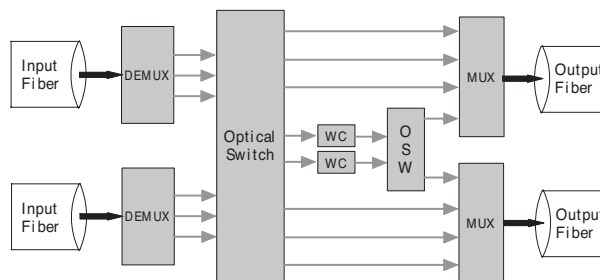 Input
Fiber
DEMUX
Optical
Switch
WC
WC
O
S
W
MUX
Output
Fiber
Input
Fiber
DEMUX
MUX
Output
Fiber